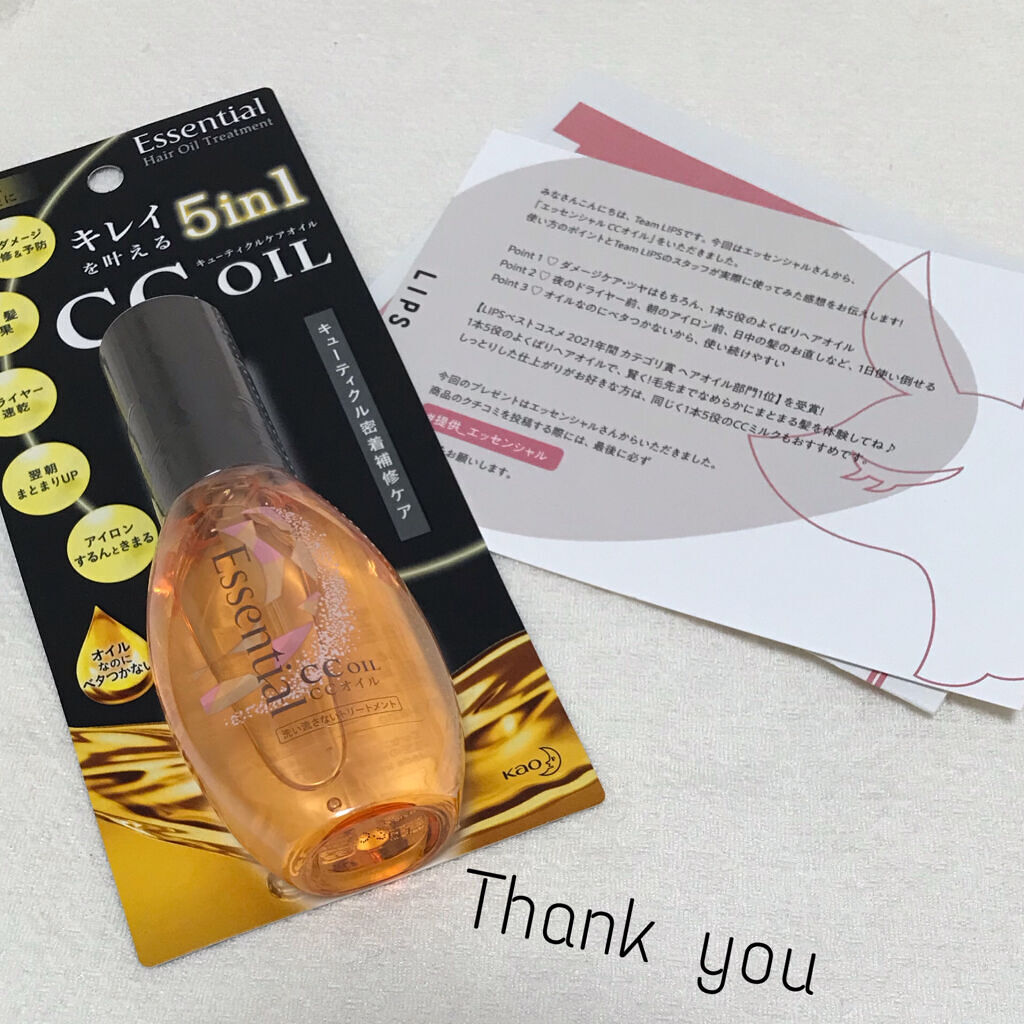 Essential
Hair Oil Treatment
キレイ
を叶える
5in1
キューティクルケアオイル
CC OIL
キューティクル密着補修ケア
ダメージ
修&予防
髪
果
ライヤー
速乾
翌朝
まとまりUP
アイロン
するんときまる
オイル
なのに
ベタつかない
Essential
CC OIL
CCオイル
洗い流さないトリートメント
Kao
LIPS
みなさんこんにちは、Team LIPSです。今回はエッセンシャルさんから、
「エッセンシャル CCオイル」をいただきました。
使い方のポイントとTeam LIPSのスタッフが実際に使ってみた感想をお伝えします!
Point 1 ♡ ダメージケア・ツヤはもちろん、1本5役のよくばりヘアオイル
Point 2 ♡ 夜のドライヤー前、朝のアイロン前、日中の髪のお直しなど、1日使い倒せる
Point 3 ♡ オイルなのにベタつかないから、使い続けやすい
【LIPSベストコスメ 2021年間 カテゴリ賞 ヘアオイル部門1位】を受賞!
1本5役のよくばりヘアオイルで、賢く!毛先までなめらかにまとまる髪を体験してね♪
しっとりした仕上がりがお好きな方は、同じく1本5役のCCミルクもおすすめです。
今回のプレゼントはエッセンシャルさんからいただきました。
商品のクチコミを投稿する際には、最後に必ず
#提供_エッセンシャル
をお願いします。
Thank you